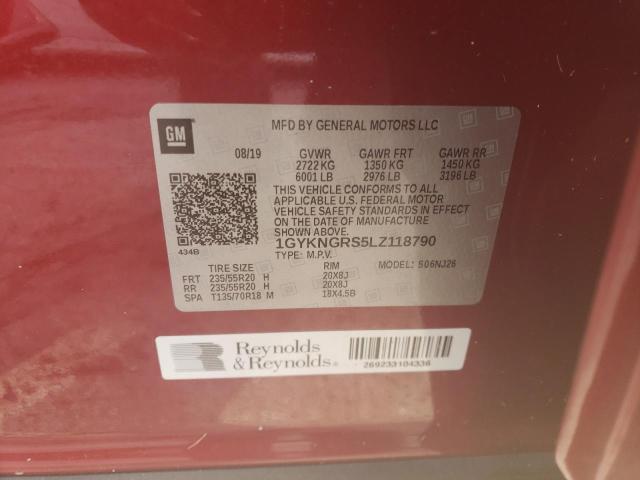 GM
MFD BY GENERAL MOTORS LLC
08/19 GVWR GAWR FRT GAWR RR
2722 KG 1350 KG 1450 KG
6001 LB 2976 LB 3196 LB
THIS VEHICLE CONFORMS TO ALL
APPLICABLE U.S. FEDERAL MOTOR
VEHICLE SAFETY STANDARDS IN EFFECT
ON THE DATE OF MANUFACTURE
SHOWN ABOVE.
434B
1GYKNGRS5LZ118790
TYPE: M.P.V.
TIRE SIZE RIM MODEL: S06NJ26
FRT 235/55R20 H 20X8J
RR 235/55R20 H 20X8J
SPA T135/70R18 M 18X4.5B
Reynolds
& Reynolds®
269233104336